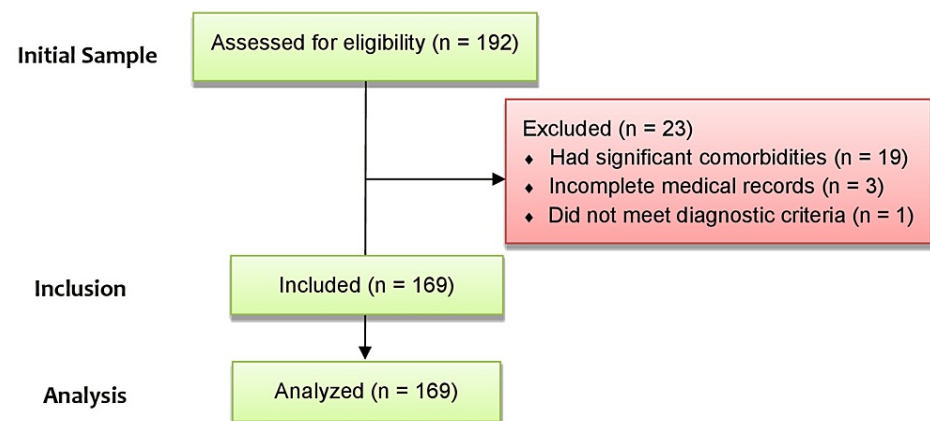 Initial Sample
Assessed for eligibility (n = 192)
Excluded (n = 23)
♦ Had significant comorbidities (n = 19)
♦ Incomplete medical records (n = 3)
♦ Did not meet diagnostic criteria (n = 1)
Inclusion
Included (n = 169)
Analysis
Analyzed (n = 169)